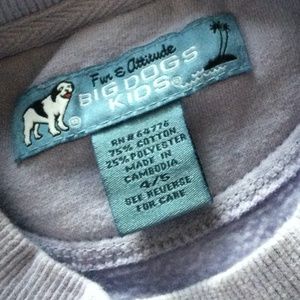 Fur & Attitude
BIG DOGS
KIDS
RN# 64776
75% COTTON
25% POLYESTER
MADE IN
CAMBODIA
4/5
SEE REVERSE
FOR CARE